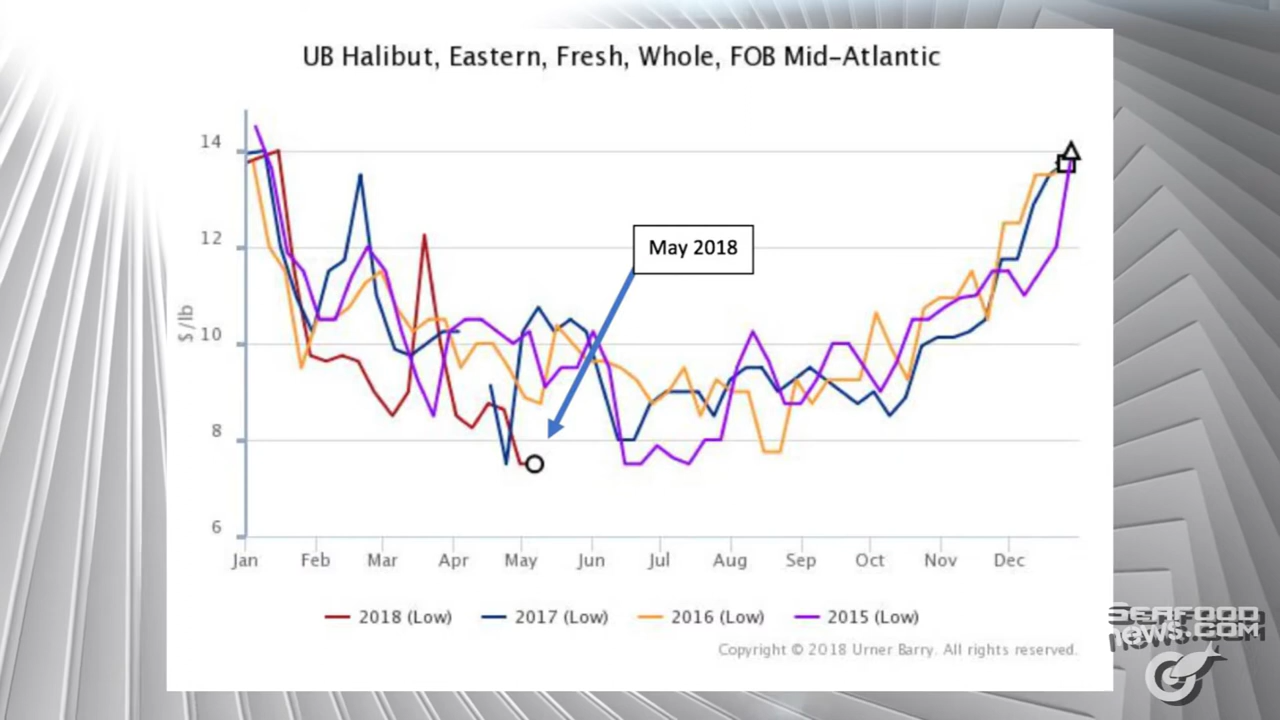 UB Halibut, Eastern, Fresh, Whole, FOB Mid-Atlantic
14
12
10
8
6
$/lb
May 2018
Jan Feb Mar Apr May Jun Jul Aug Sep Oct Nov Dec
2018 (Low) 2017 (Low) 2016 (Low) 2015 (Low)
Copyright © 2018 Urner Barry. All rights reserved.
SEAFOOD
news.COM